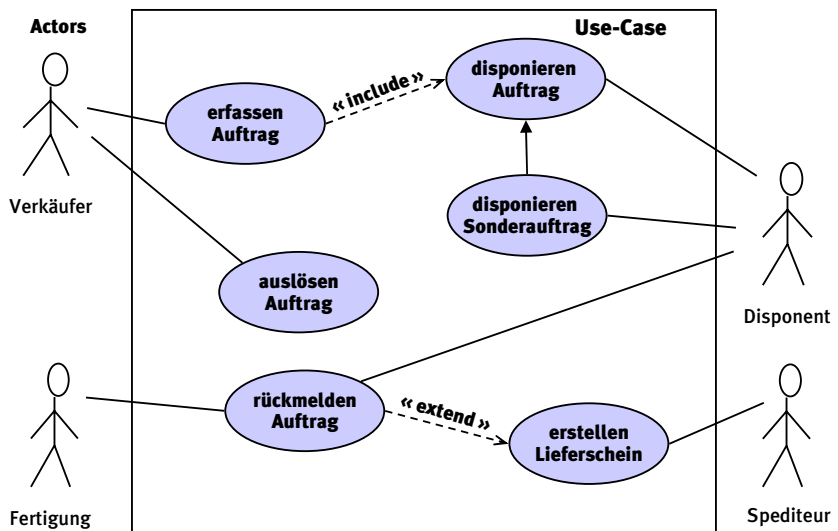 Actors
Use-Case
disponieren
Auftrag
« include »
erfassen
Auftrag
Verkäufer
disponieren
Sonderauftrag
auslösen
Auftrag
Disponent
rückmelden
Auftrag
« extend »
erstellen
Lieferschein
Fertigung
Spediteur